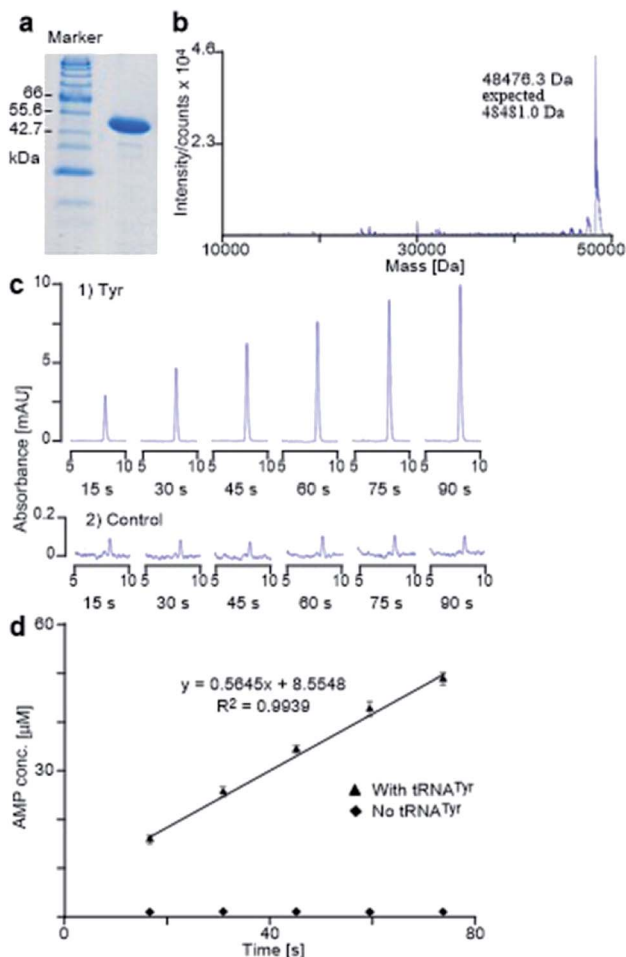 a
Marker
66
55.6
42.7
kDa
b
Intensity/counts x 10⁴
4.6
2.3
48476.3 Da
expected
48481.0 Da
10000 30000 50000
Mass [Da]
c
Absorbance [mAU]
1) Tyr
10
5
0
5 10 5 10 5 10 5 10 5 10 5 10
15 s 30 s 45 s 60 s 75 s 90 s
2) Control
0.2
0
5 10 5 10 5 10 5 10 5 10 5 10
15 s 30 s 45 s 60 s 75 s 90 s
d
AMP conc. [µM]
60
30
y = 0.5645x + 8.5548
R² = 0.9939
▲ With tRNATyr
◆ No tRNATyr
0 40 80
Time [s]